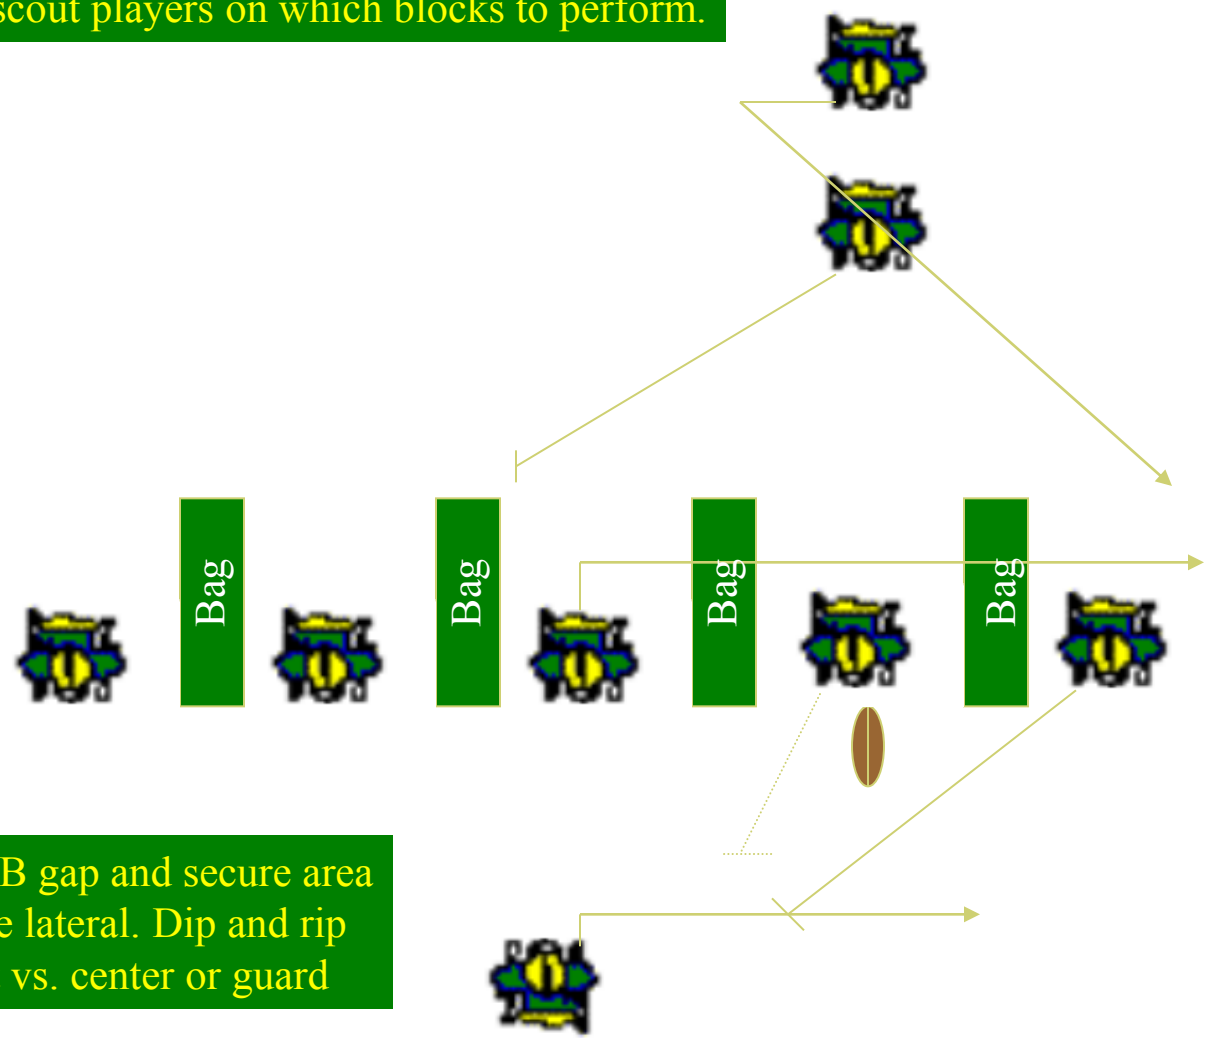 scout players on which blocks to perform.
Bag
Bag
Bag
Bag
B gap and secure area
e lateral. Dip and rip
vs. center or guard